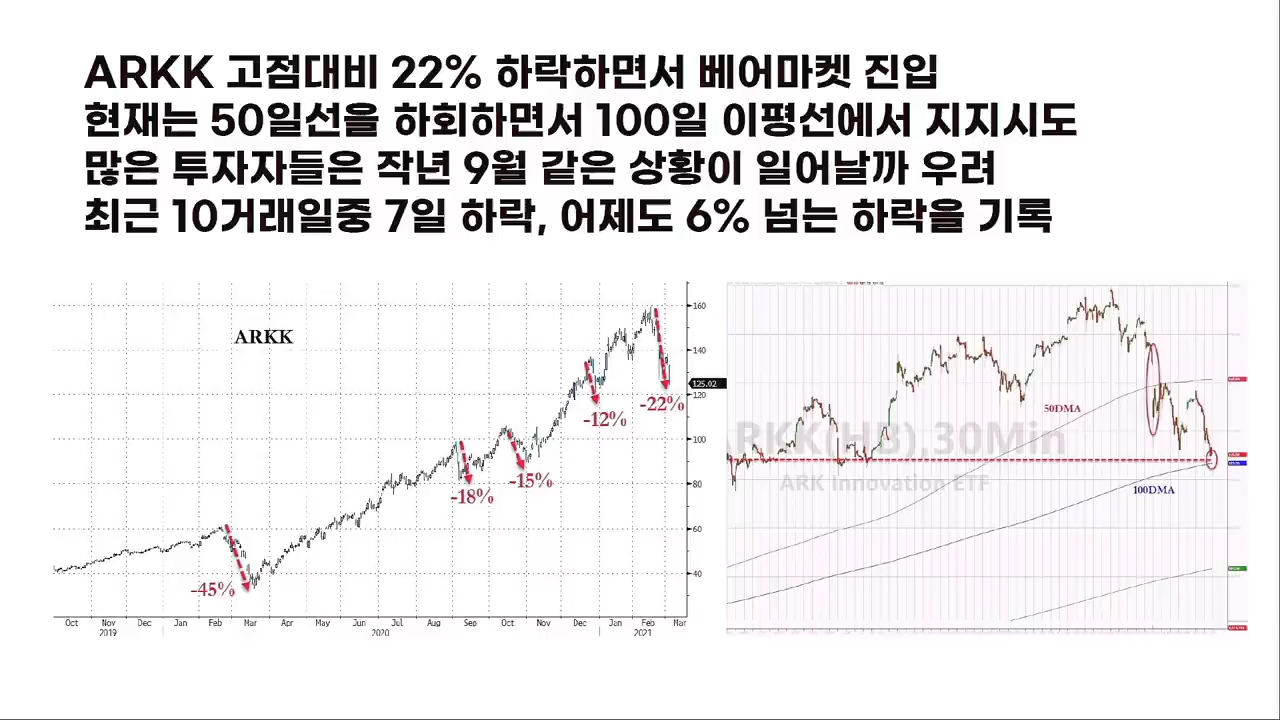 ARKK 고점대비 22% 하락하면서 베어마켓 진입
현재는 50일선을 하회하면서 100일 이평선에서 지지시도
많은 투자자들은 작년 9월 같은 상황이 일어날까 우려
최근 10거래일중 7일 하락, 어제도 6% 넘는 하락을 기록
ARKK
160
140
125.02
120
100
80
60
40
-45%
-18%
-15%
-12%
-22%
Oct Nov Dec Jan Feb Mar Apr May Jun Jul Aug Sep Oct Nov Dec Jan Feb Mar
2019 2020 2021
50DMA
ARKK(HB),30Min
ARK Innovation ETF
100DMA